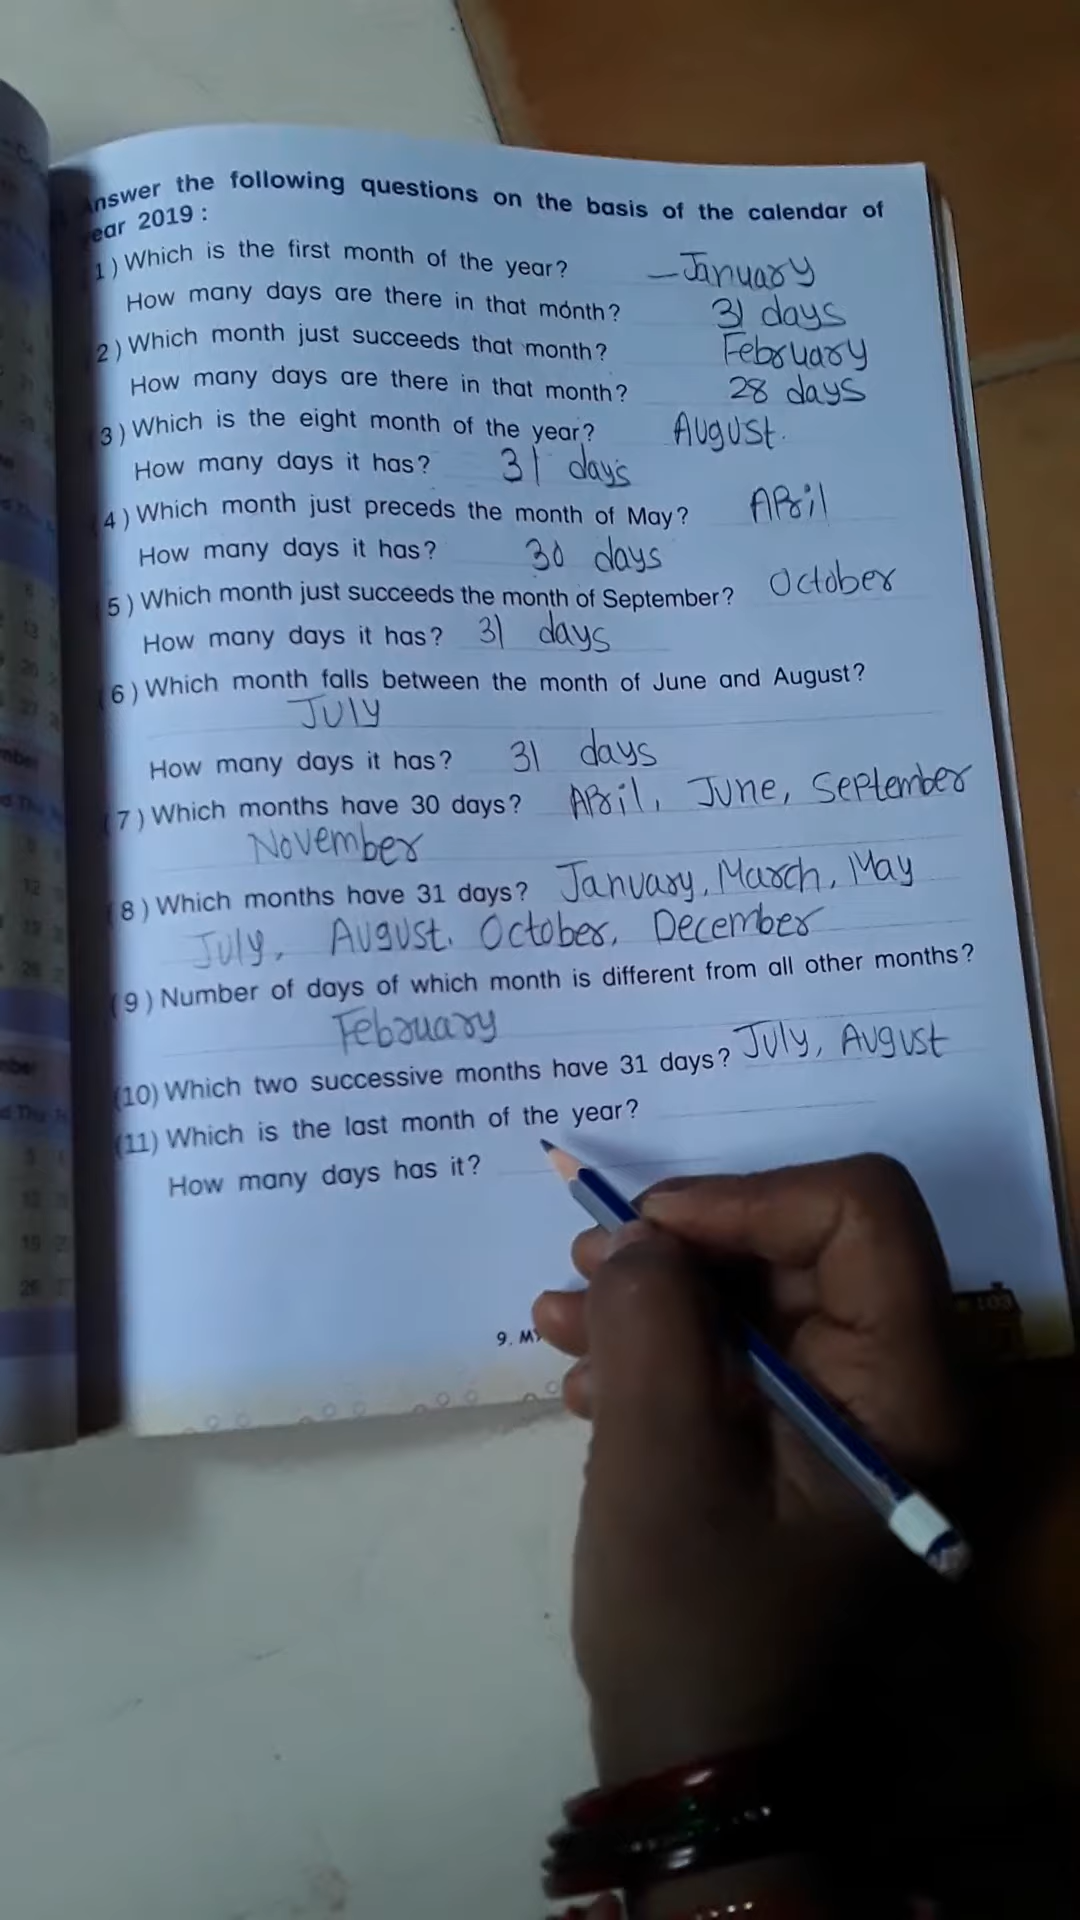 nswer the following questions on the basis of the calendar of
ear 2019 :
1) Which is the first month of the year? – January
How many days are there in that month? 31 days
2) Which month just succeeds that month? February
How many days are there in that month? 28 days
3) Which is the eight month of the year? August.
How many days it has? 31 days
4) Which month just preceds the month of May? April
How many days it has? 30 days
5) Which month just succeeds the month of September? October
How many days it has? 31 days
(6) Which month falls between the month of June and August?
July
How many days it has? 31 days
(7) Which months have 30 days? April, June, September
November
(8) Which months have 31 days? January, March, May
July, August, October, December
(9) Number of days of which month is different from all other months?
February
(10) Which two successive months have 31 days? July, August
(11) Which is the last month of the year?
How many days has it?
9. M
103